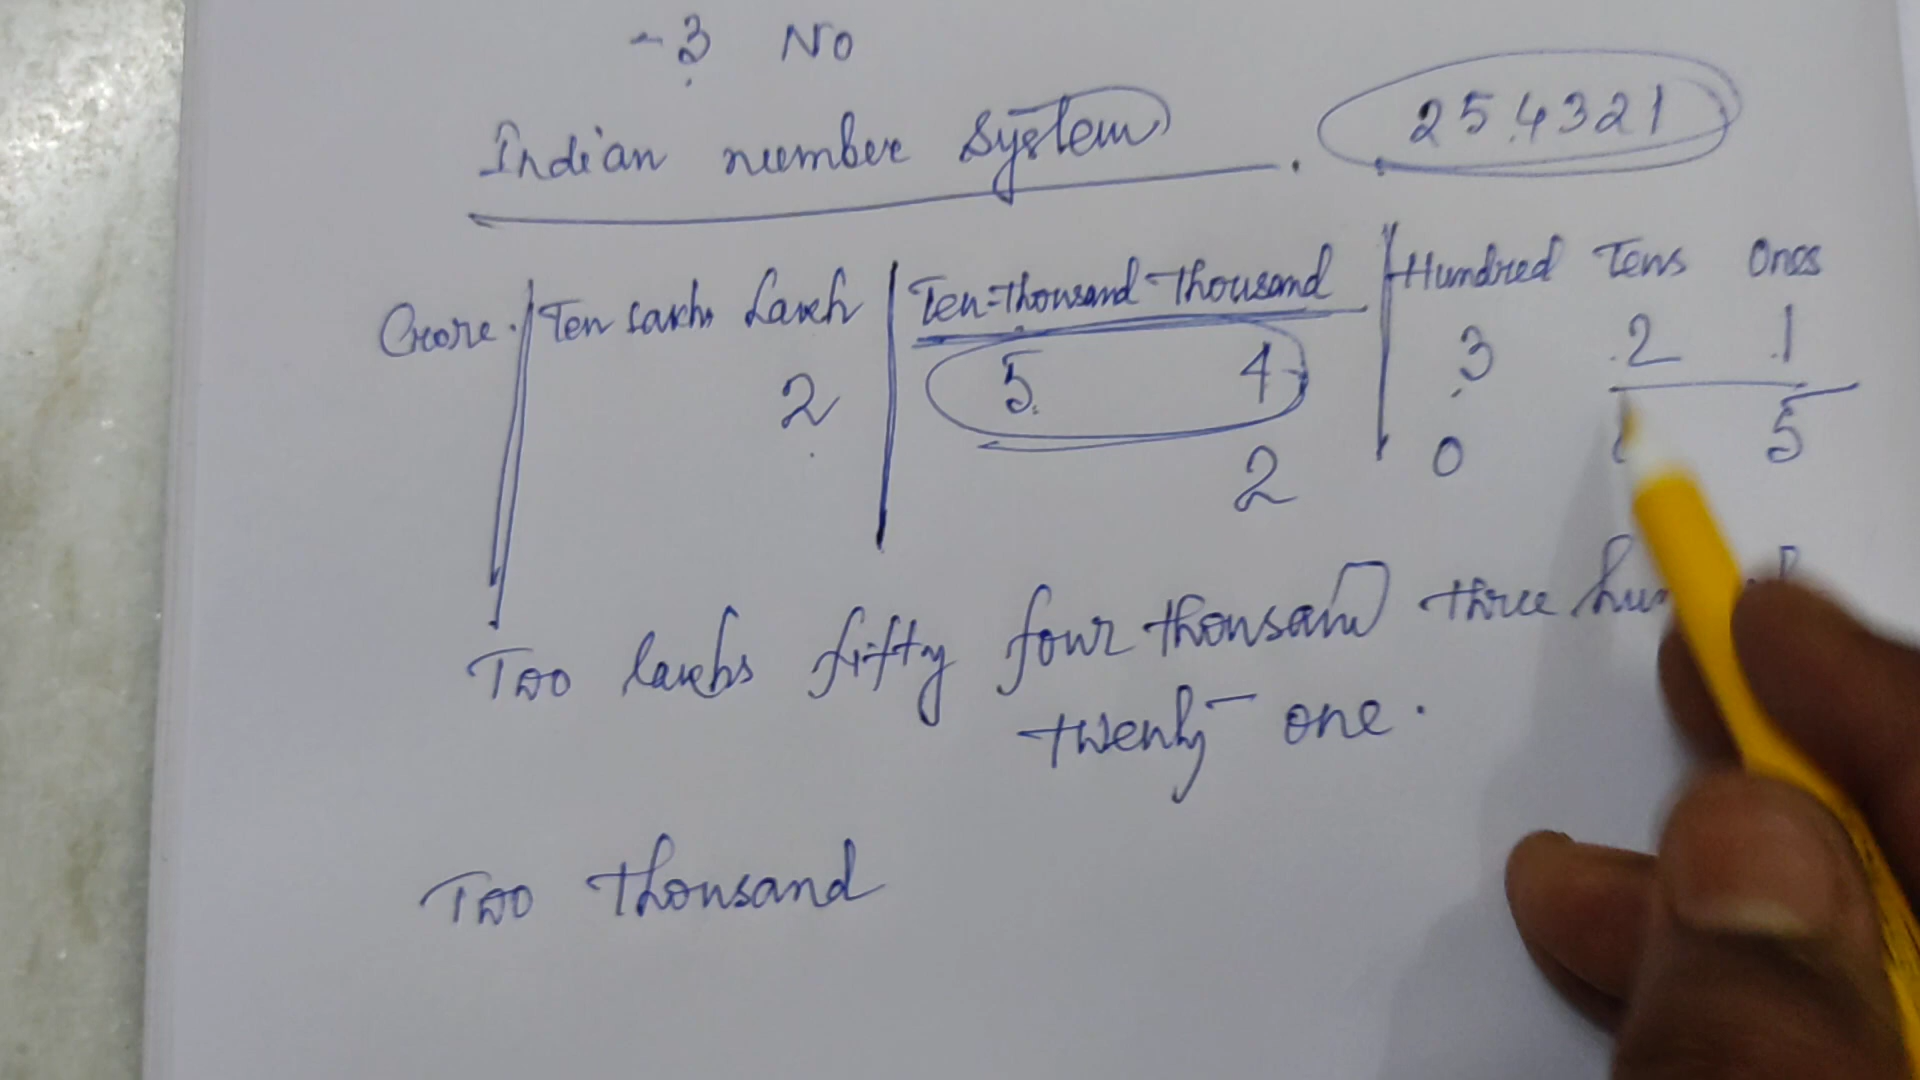 -3 No
Indian number System . 254321
Crore. Ten Lakhs Lakh Ten-thousand-thousand Hundred Tens Ones
2 5 4 3 2 1
2 0 5
Two lakhs fifty four thousand three
twenty one.
Two thousand